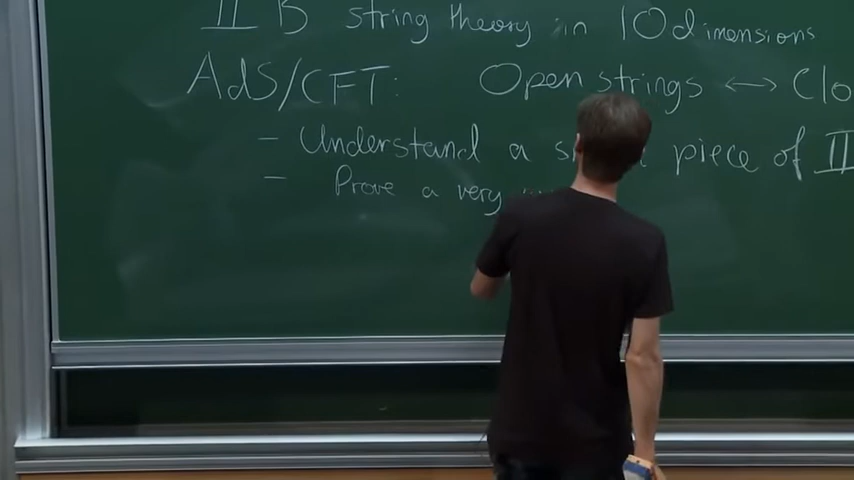 II B string theory in 10 dimensions
AdS/CFT: Open strings <-> Clo
- Understand a piece of II
- Prove a very